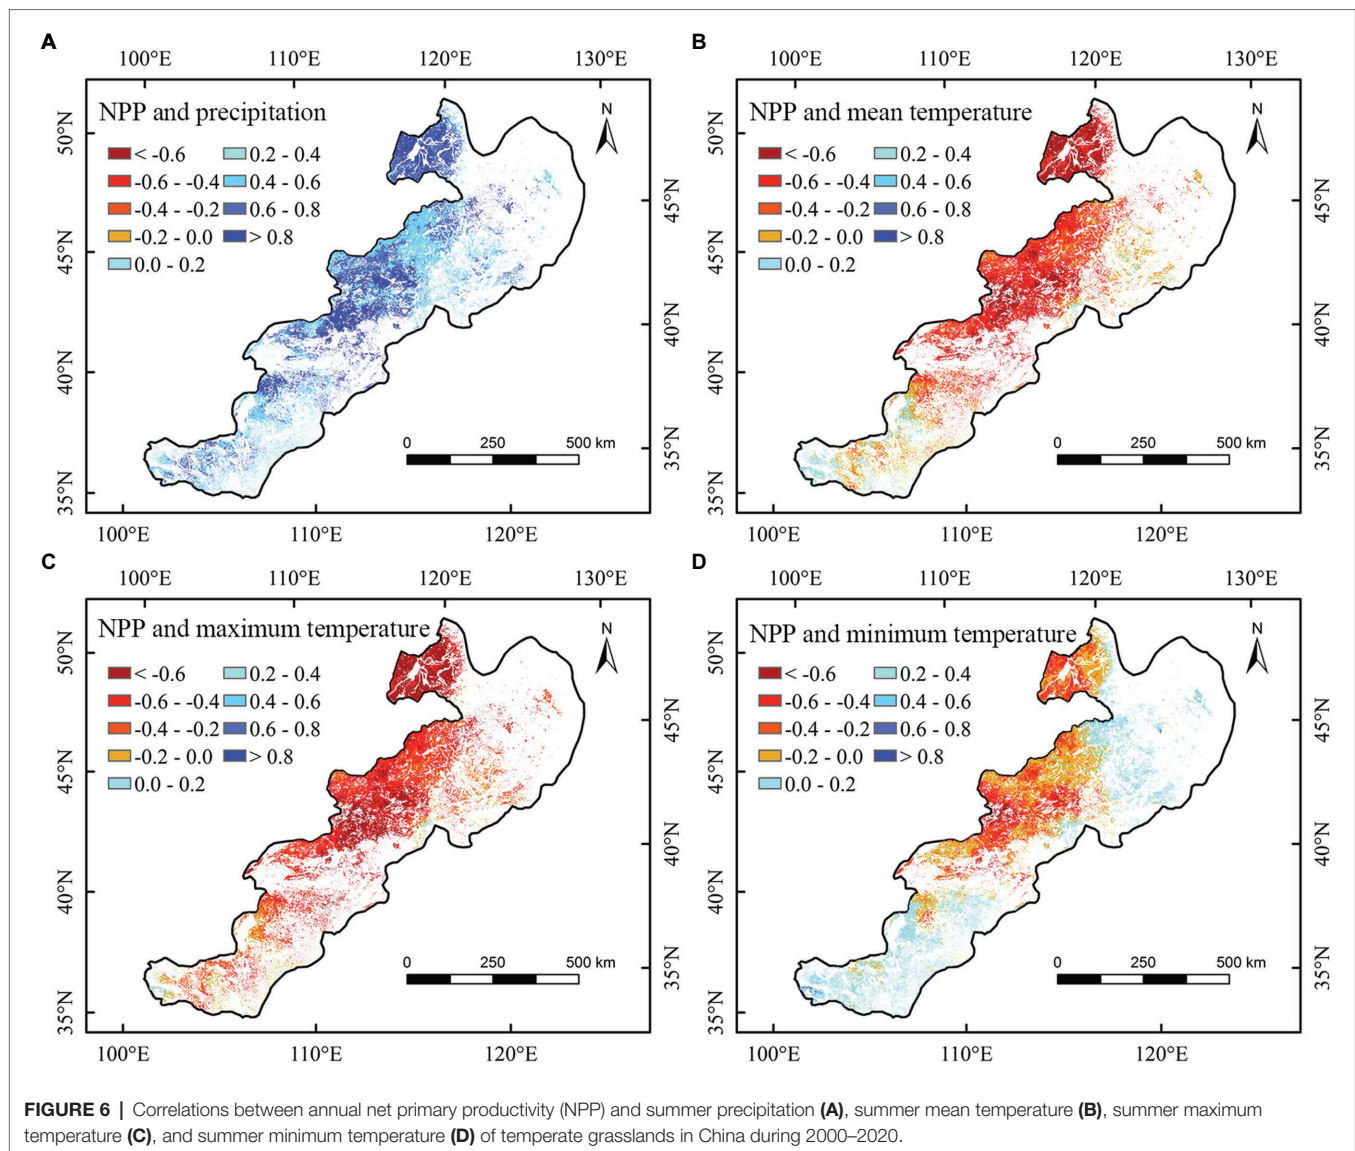 A
100°E 110°E 120°E 130°E
NPP and precipitation
N
< -0.6 0.2 - 0.4
-0.6 - -0.4 0.4 - 0.6
-0.4 - -0.2 0.6 - 0.8
-0.2 - 0.0 > 0.8
0.0 - 0.2
50°N
45°N
40°N
35°N
45°N
40°N
35°N
0 250 500 km
100°E 110°E 120°E
B
100°E 110°E 120°E 130°E
NPP and mean temperature
N
< -0.6 0.2 - 0.4
-0.6 - -0.4 0.4 - 0.6
-0.4 - -0.2 0.6 - 0.8
-0.2 - 0.0 > 0.8
0.0 - 0.2
50°N
45°N
40°N
35°N
45°N
40°N
35°N
0 250 500 km
100°E 110°E 120°E
C
100°E 110°E 120°E 130°E
NPP and maximum temperature
N
< -0.6 0.2 - 0.4
-0.6 - -0.4 0.4 - 0.6
-0.4 - -0.2 0.6 - 0.8
-0.2 - 0.0 > 0.8
0.0 - 0.2
50°N
45°N
40°N
35°N
45°N
40°N
35°N
0 250 500 km
100°E 110°E 120°E
D
100°E 110°E 120°E 130°E
NPP and minimum temperature
N
< -0.6 0.2 - 0.4
-0.6 - -0.4 0.4 - 0.6
-0.4 - -0.2 0.6 - 0.8
-0.2 - 0.0 > 0.8
0.0 - 0.2
50°N
45°N
40°N
35°N
45°N
40°N
35°N
0 250 500 km
100°E 110°E 120°E
FIGURE 6 | Correlations between annual net primary productivity (NPP) and summer precipitation (A), summer mean temperature (B), summer maximum
temperature (C), and summer minimum temperature (D) of temperate grasslands in China during 2000–2020.